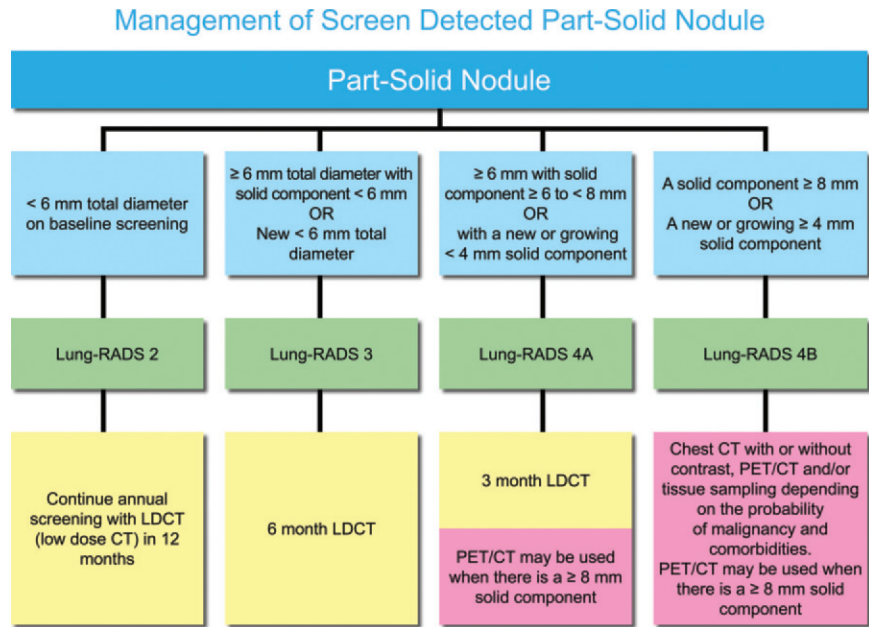 Management of Screen Detected Part-Solid Nodule
Part-Solid Nodule
< 6 mm total diameter
on baseline screening
≥ 6 mm total diameter with
solid component < 6 mm
OR
New < 6 mm total
diameter
≥ 6 mm with solid
component ≥ 6 to < 8 mm
OR
with a new or growing
< 4 mm solid component
A solid component ≥ 8 mm
OR
A new or growing ≥ 4 mm
solid component
Lung-RADS 2
Lung-RADS 3
Lung-RADS 4A
Lung-RADS 4B
Continue annual
screening with LDCT
(low dose CT) in 12
months
6 month LDCT
3 month LDCT
PET/CT may be used
when there is a ≥ 8 mm
solid component
Chest CT with or without
contrast, PET/CT and/or
tissue sampling depending
on the probability
of malignancy and
comorbidities.
PET/CT may be used when
there is a ≥ 8 mm solid
component